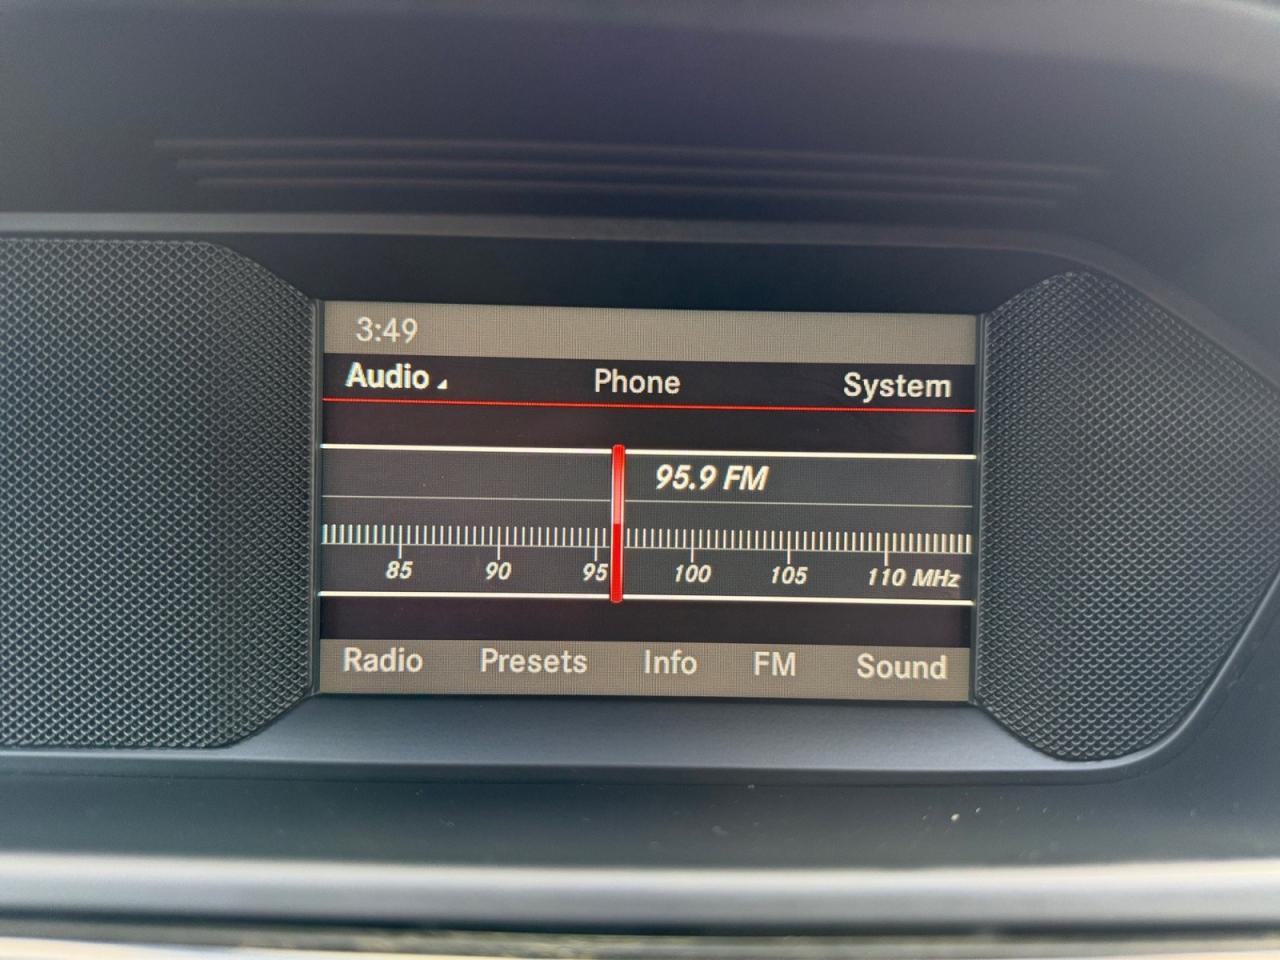 3:49
Audio Phone System
95.9 FM
85 90 95 100 105 110 MHz
Radio Presets Info FM Sound